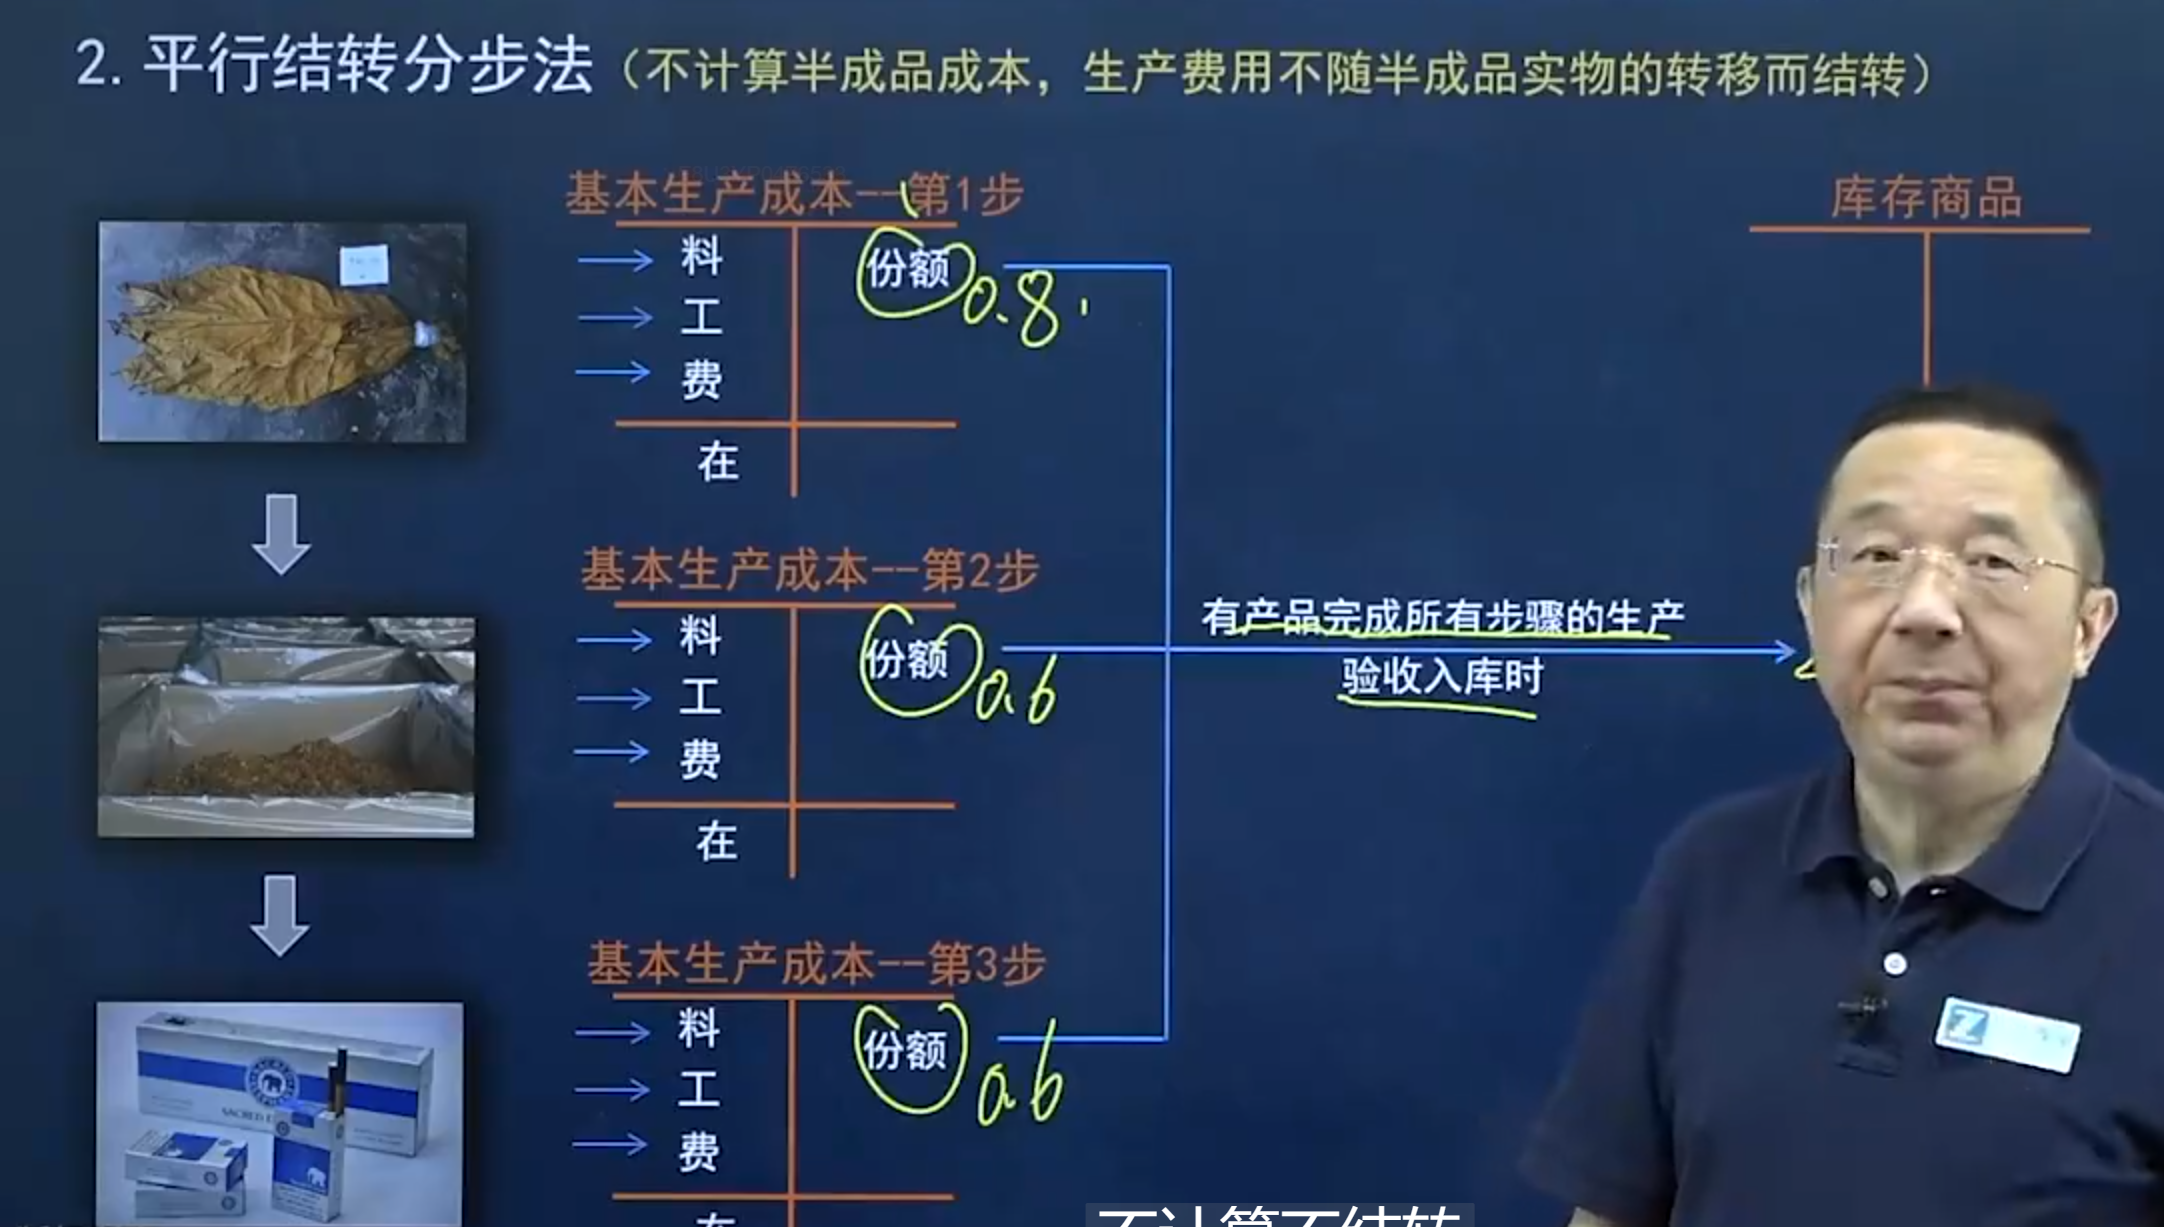 2. 平行结转分步法（不计算半成品成本，生产费用不随半成品实物的转移而结转）
基本生产成本--第1步
料
工
费
在
份额
0.8
库存商品
基本生产成本--第2步
料
工
费
在
份额
0.6
有产品完成所有步骤的生产
验收入库时
基本生产成本--第3步
料
工
费
份额
0.6
SACRED